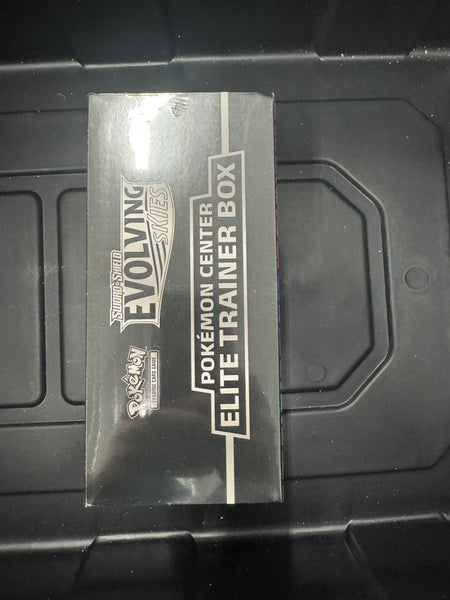 Pokémon
TRADING CARD GAME
SWORD & SHIELD
EVOLVING
SKIES
POKÉMON CENTER
ELITE TRAINER BOX